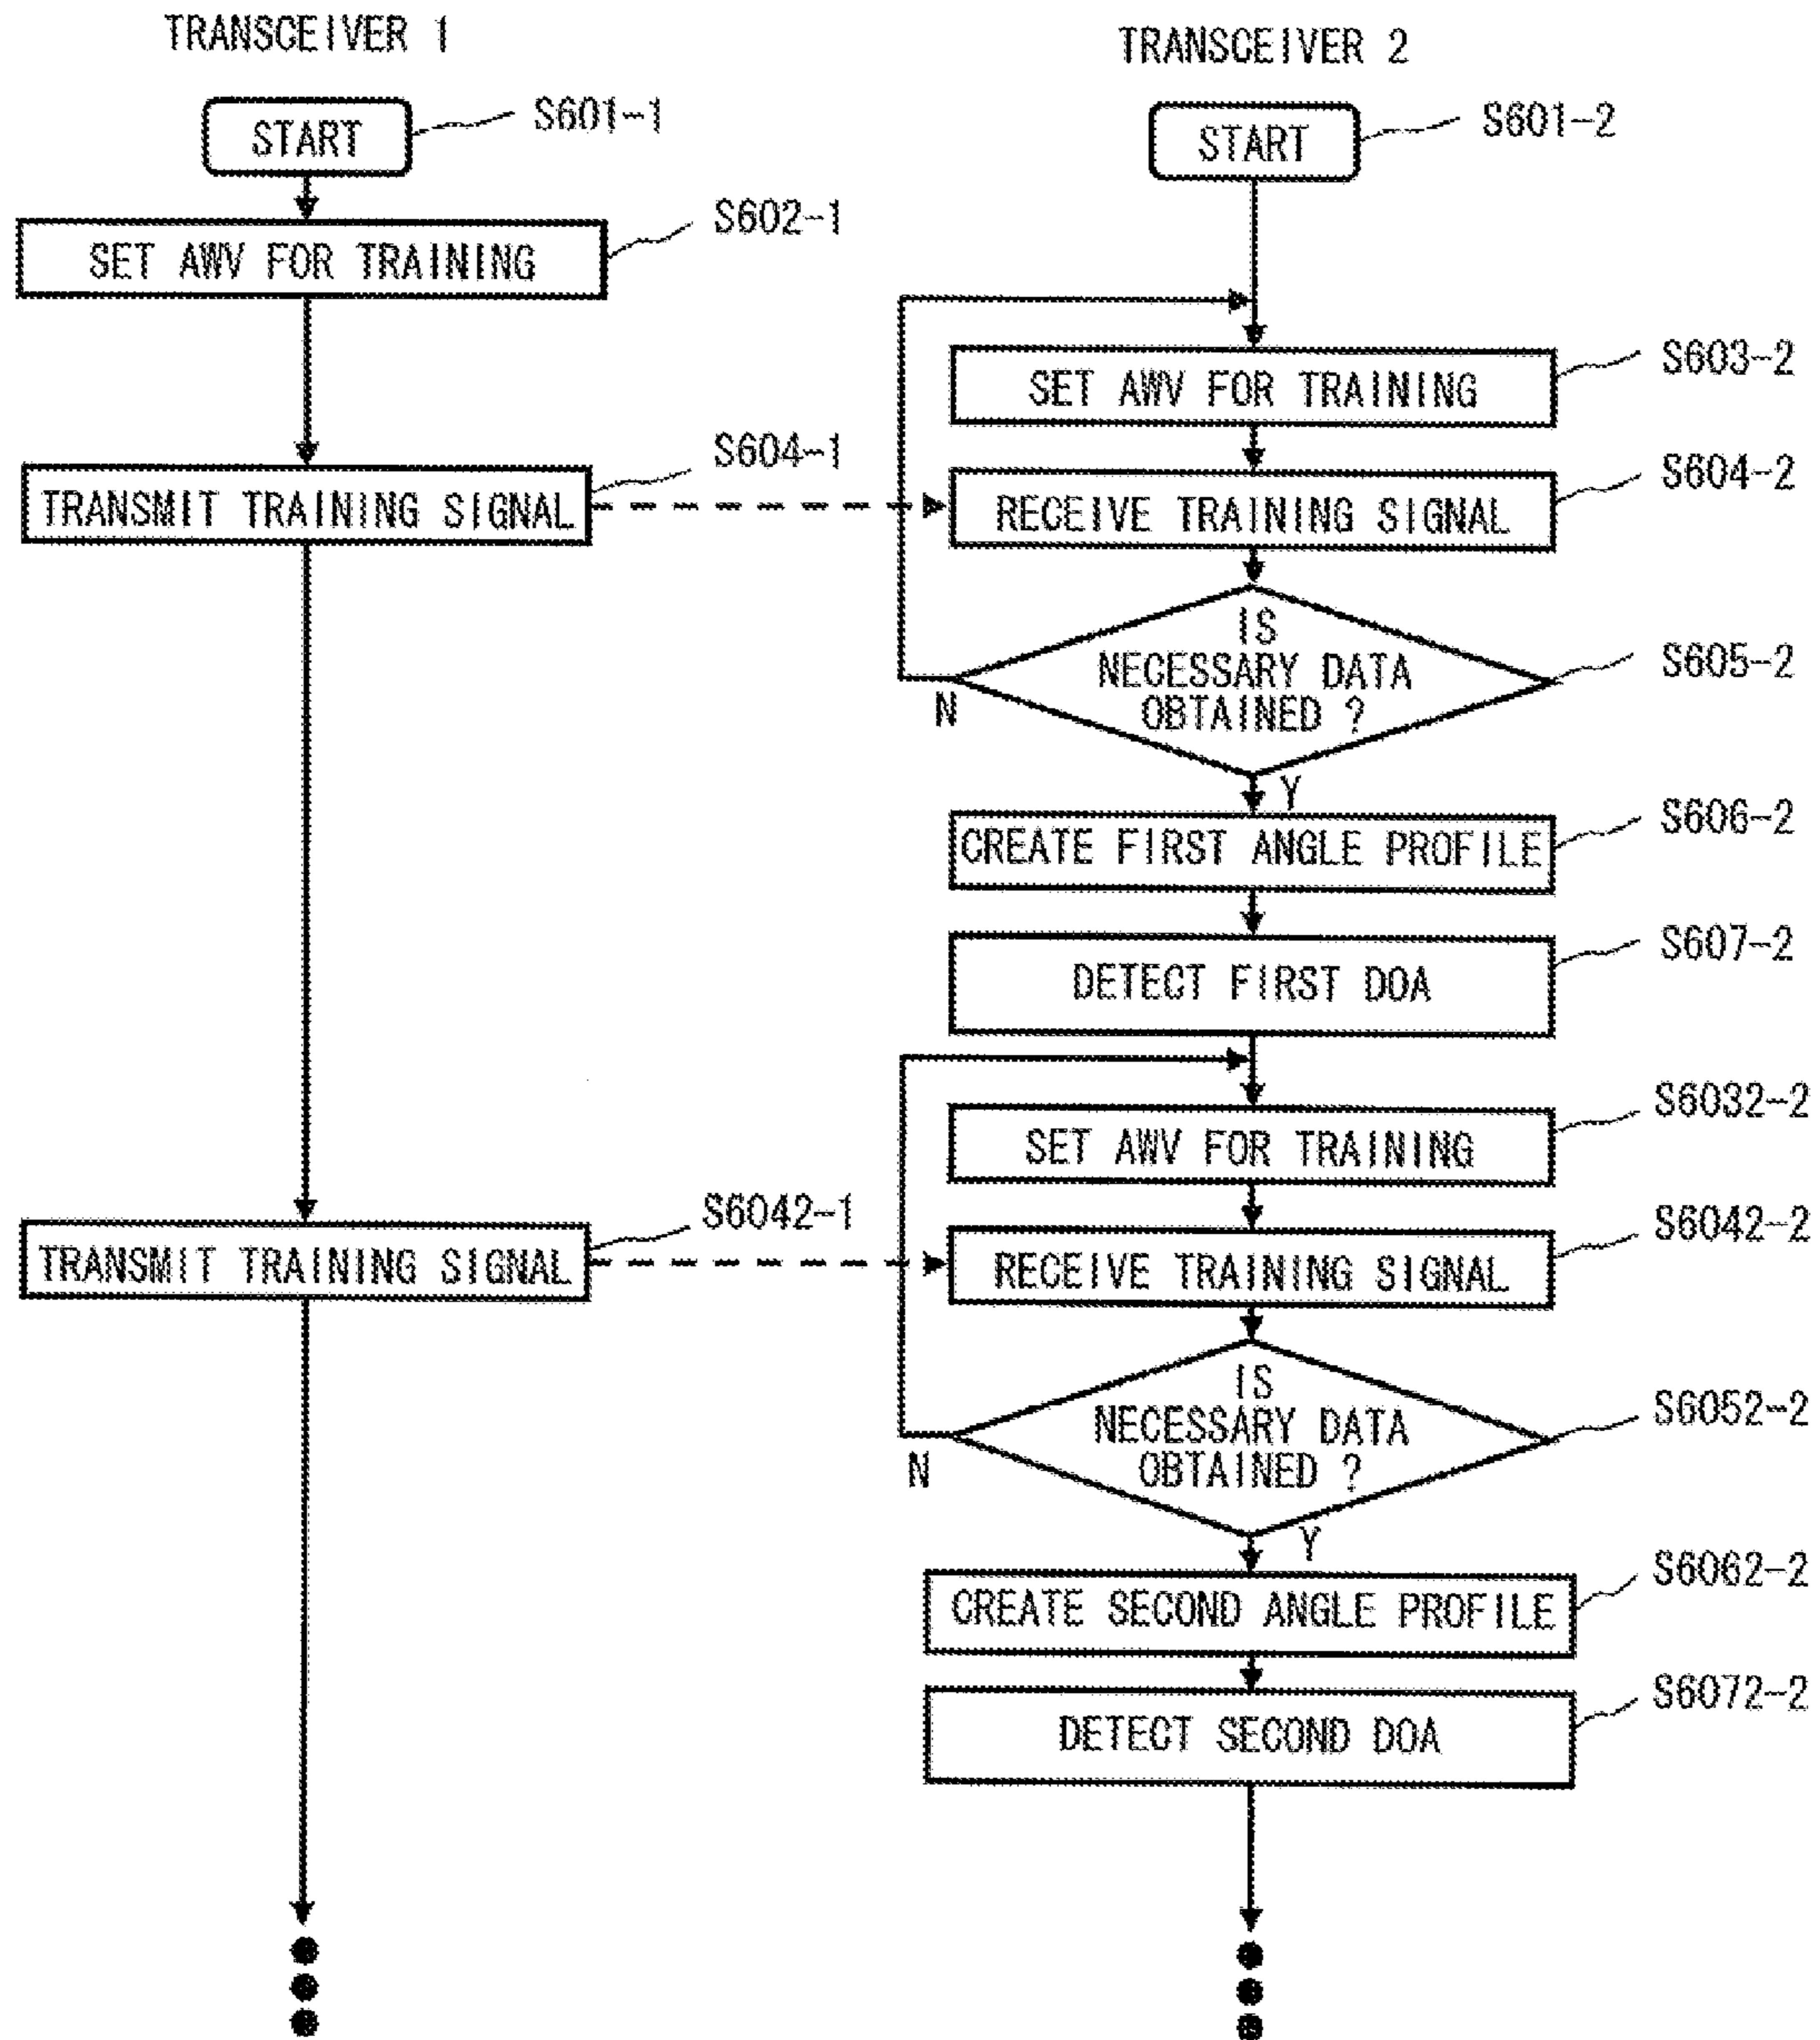 TRANSCEIVER 1
TRANSCEIVER 2
START
S601-1
START
S601-2
SET AWV FOR TRAINING
S602-1
SET AWV FOR TRAINING
S603-2
TRANSMIT TRAINING SIGNAL
S604-1
RECEIVE TRAINING SIGNAL
S604-2
IS
NECESSARY DATA
OBTAINED ?
S605-2
N
Y
CREATE FIRST ANGLE PROFILE
S606-2
DETECT FIRST DOA
S607-2
SET AWV FOR TRAINING
S6032-2
TRANSMIT TRAINING SIGNAL
S6042-1
RECEIVE TRAINING SIGNAL
S6042-2
IS
NECESSARY DATA
OBTAINED ?
S6052-2
N
Y
CREATE SECOND ANGLE PROFILE
S6062-2
DETECT SECOND DOA
S6072-2